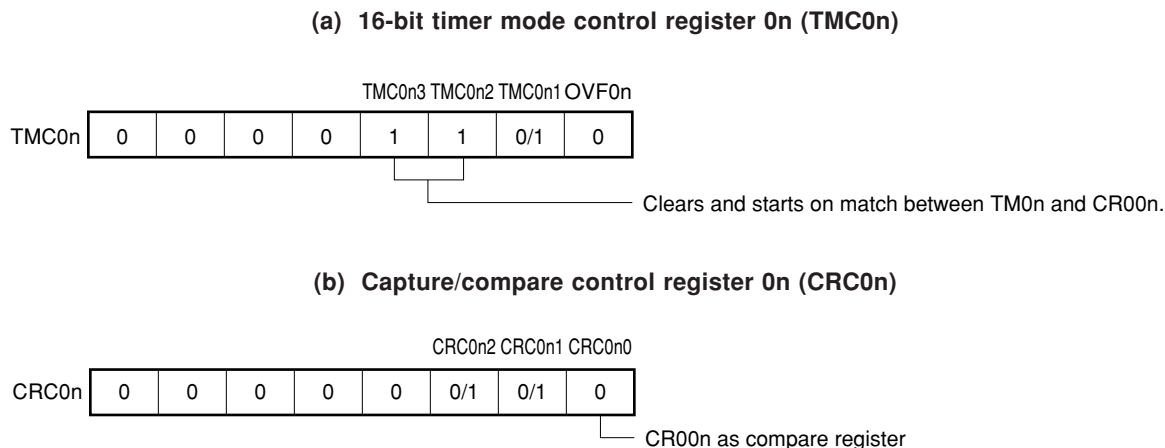 (a) 16-bit timer mode control register 0n (TMC0n)
TMC0n3 TMC0n2 TMC0n1 OVF0n
TMC0n 0 0 0 0 1 1 0/1 0
Clears and starts on match between TM0n and CR00n.
(b) Capture/compare control register 0n (CRC0n)
CRC0n2 CRC0n1 CRC0n0
CRC0n 0 0 0 0 0 0/1 0/1 0
CR00n as compare register